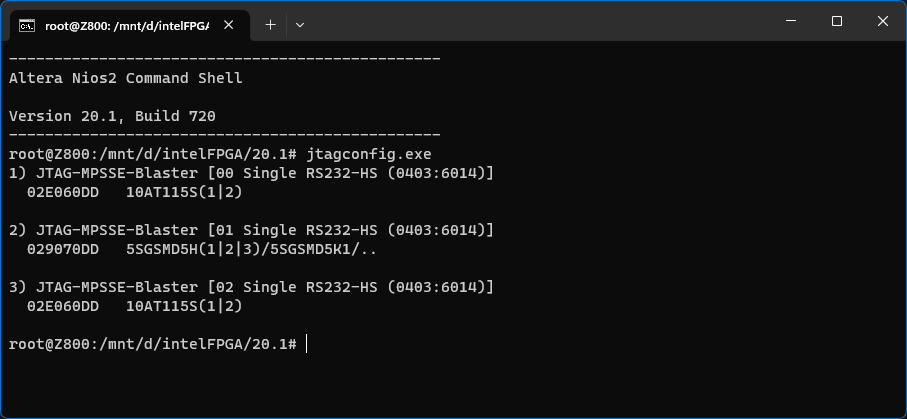 root@Z800: /mnt/d/intelFPGA
------------------------------------------------
Altera Nios2 Command Shell
Version 20.1, Build 720
------------------------------------------------
root@Z800:/mnt/d/intelFPGA/20.1# jtagconfig.exe
1) JTAG-MPSSE-Blaster [00 Single RS232-HS (0403:6014)]
02E060DD   10AT115S(1|2)
2) JTAG-MPSSE-Blaster [01 Single RS232-HS (0403:6014)]
029070DD   5SGSMD5H(1|2|3)/5SGSMD5K1/..
3) JTAG-MPSSE-Blaster [02 Single RS232-HS (0403:6014)]
02E060DD   10AT115S(1|2)
root@Z800:/mnt/d/intelFPGA/20.1#